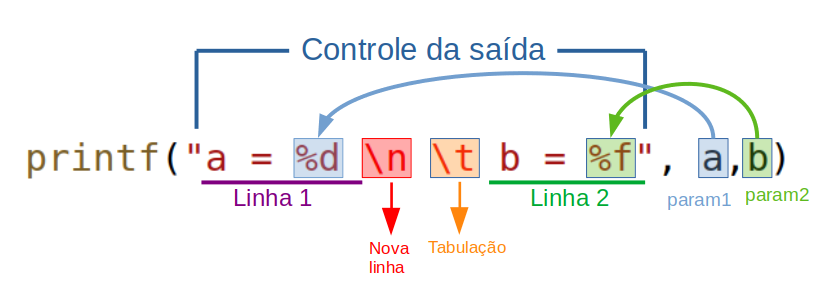 Controle da saída
printf("a = %d \n \t b = %f", a,b)
Linha 1
Linha 2
param1
param2
Nova
linha
Tabulação